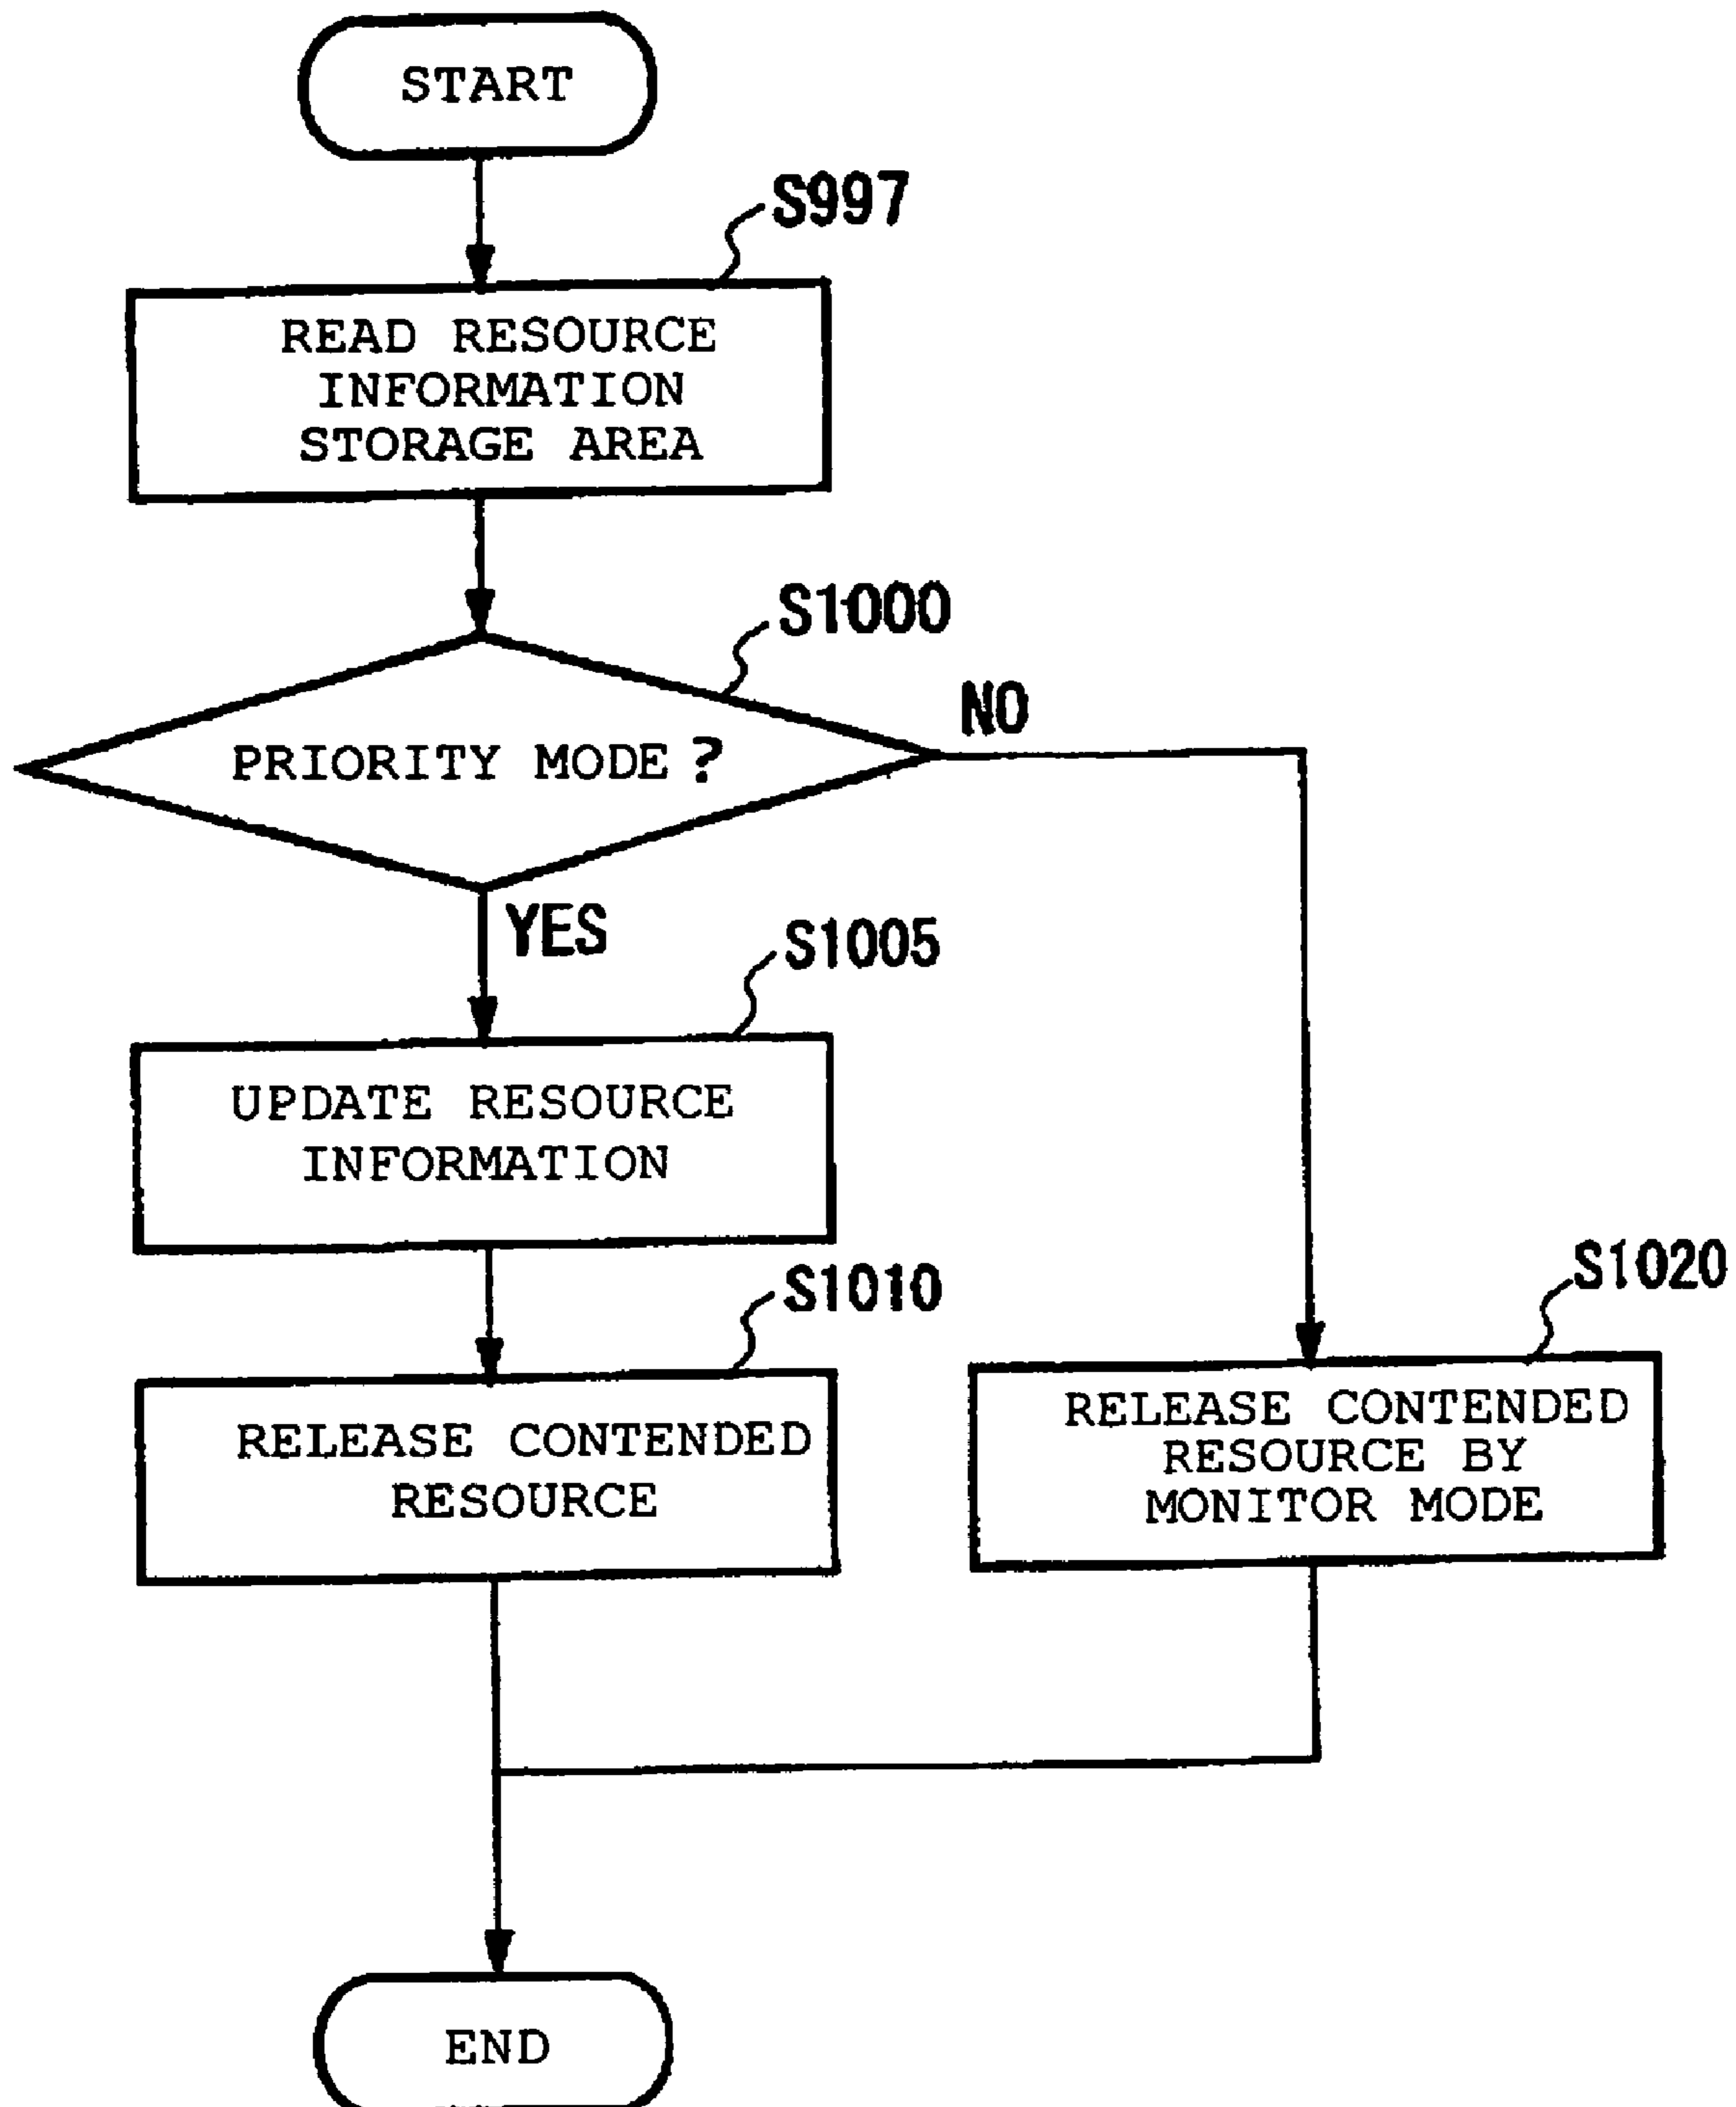 START
S997
READ RESOURCE
INFORMATION
STORAGE AREA
S1000
PRIORITY MODE ?
NO
YES
S1005
UPDATE RESOURCE
INFORMATION
S1010
RELEASE CONTENDED
RESOURCE
S1020
RELEASE CONTENDED
RESOURCE BY
MONITOR MODE
END